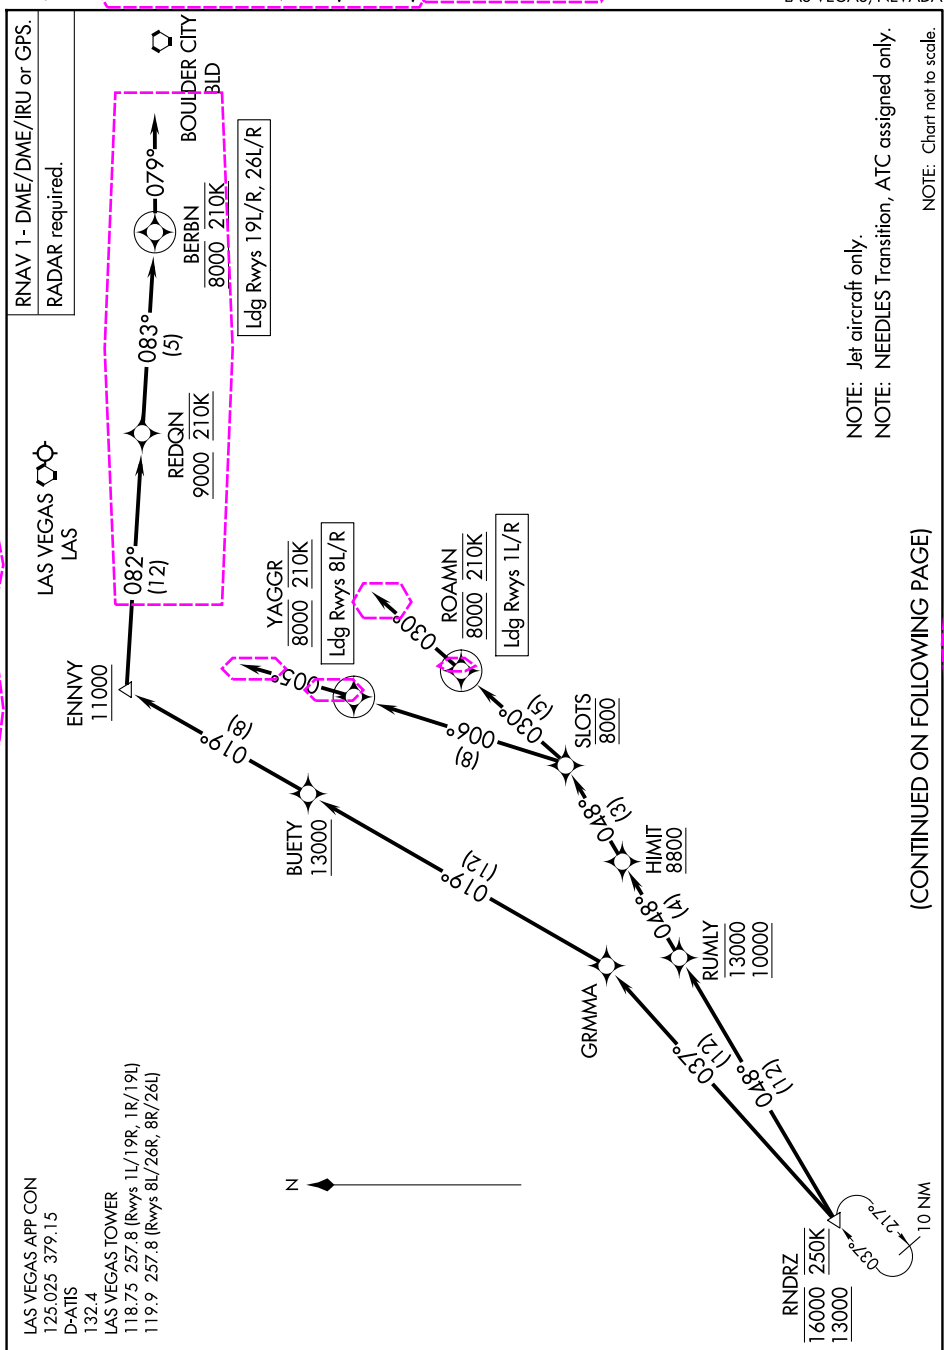 LAS VEGAS, NEVADA
RNAV 1 - DME/DME/IRU or GPS.
RADAR required.
LAS VEGAS APP CON
125.025 379.15
D-ATIS
132.4
LAS VEGAS TOWER
118.75 257.8 (Rwys 1L/19R, 1R/19L)
119.9 257.8 (Rwys 8L/26R, 8R/26L)
LAS VEGAS
LAS
BOULDER CITY
BLD
ENNVY
11000
082°
(12)
REDQN
9000 210K
083°
(5)
BERBN
8000 210K
079°
Ldg Rwys 19L/R, 26L/R
019°
(8)
BUETY
13000
019°
(12)
GRMMA
037°
(12)
YAGGR
8000 210K
Ldg Rwys 8L/R
005°
006°
(8)
ROAMN
8000 210K
Ldg Rwys 1L/R
030°
030°
(5)
SLOTS
8000
048°
(3)
HIMIT
8800
048°
(4)
RUMLY
13000
10000
048°
(12)
N
RNDRZ
16000 250K
13000
037°
217°
10 NM
NOTE: Jet aircraft only.
NOTE: NEEDLES Transition, ATC assigned only.
NOTE: Chart not to scale.
(CONTINUED ON FOLLOWING PAGE)